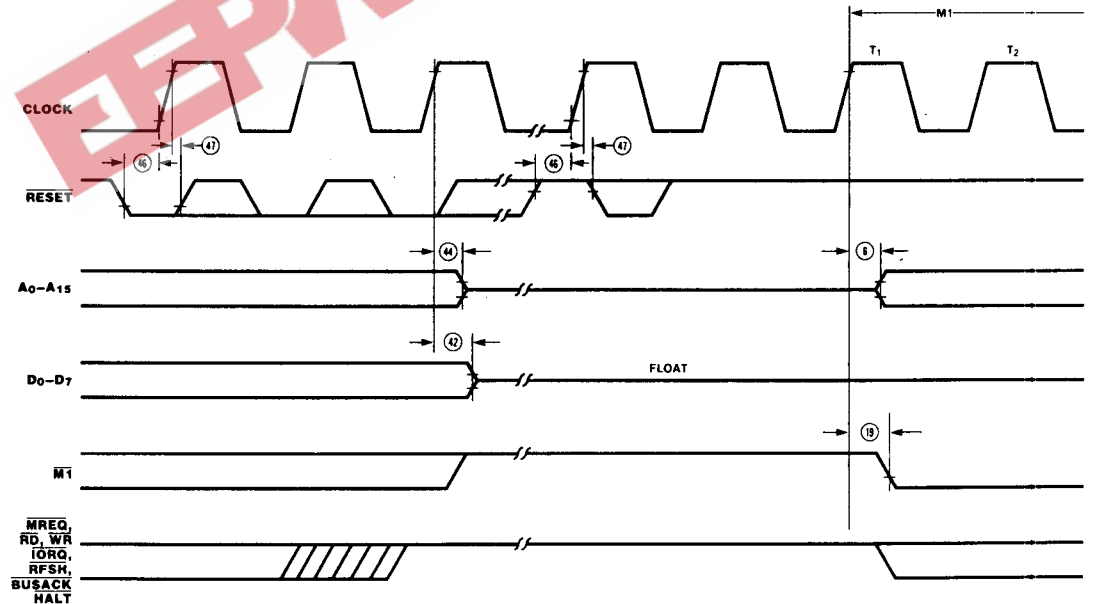 EEPW
M1
T1 T2
CLOCK
46 47 46 47
RESET
44 6
A0–A15
42
D0–D7 FLOAT
19
M1
MREQ,
RD, WR
IORQ,
RFSH,
BUSACK
HALT